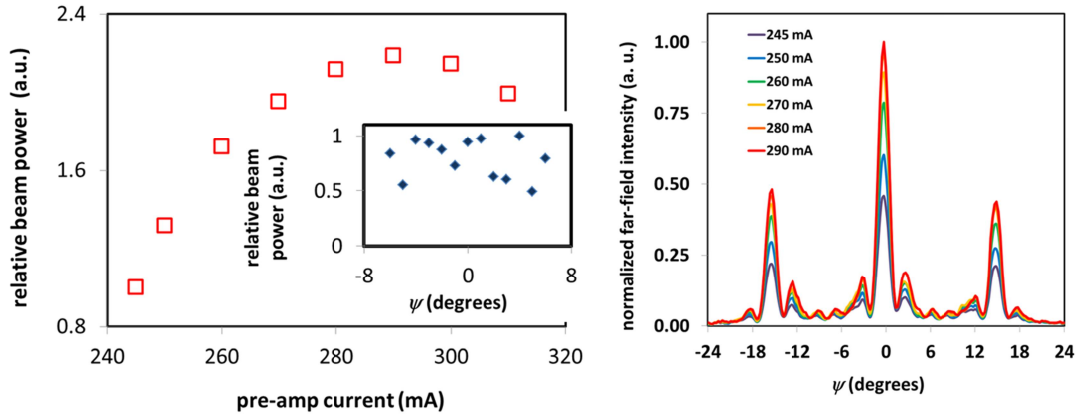 relative beam power (a.u.)
2.4
1.6
0.8
240
260
280
300
320
pre-amp current (mA)
relative beam
power (a.u.)
1
0.5
0
-8
0
8
ψ (degrees)
normalized far-field intensity (a. u.)
1.00
0.75
0.50
0.25
0.00
245 mA
250 mA
260 mA
270 mA
280 mA
290 mA
-24 -18 -12 -6 0 6 12 18 24
ψ (degrees)